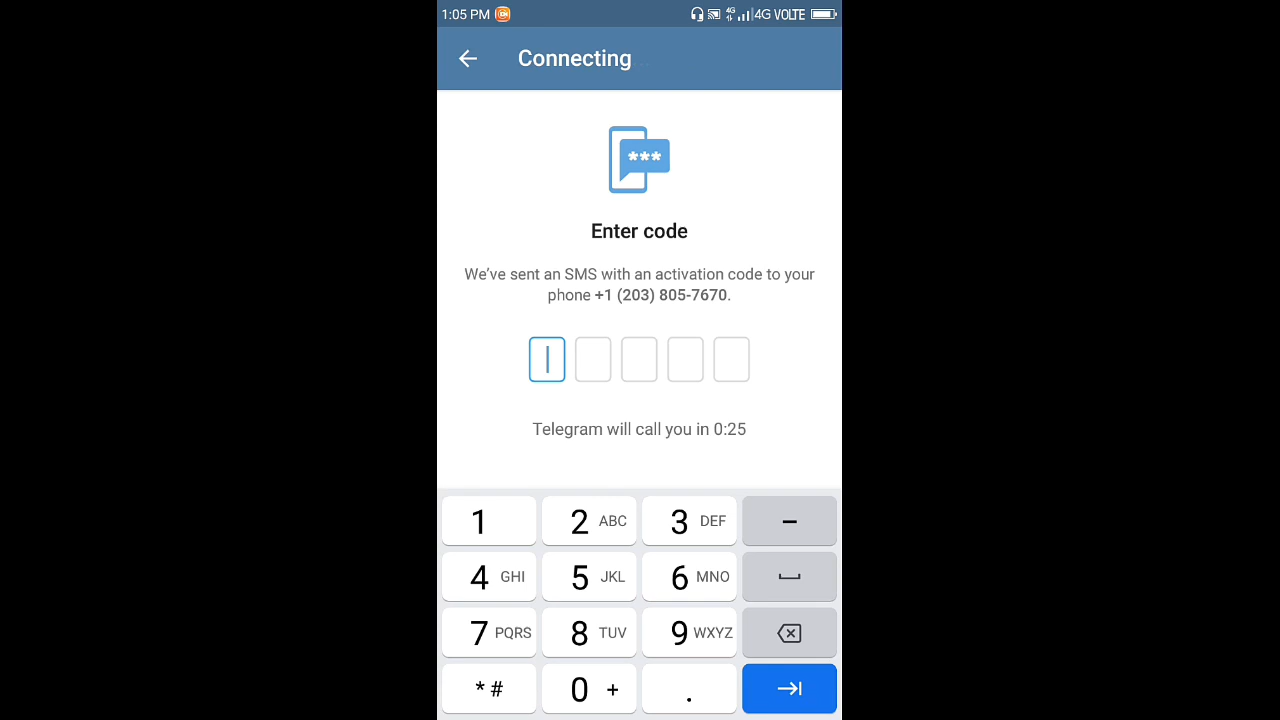 1:05 PM 4G 4G VOLTE
Connecting
***
Enter code
We've sent an SMS with an activation code to your
phone +1 (203) 805-7670.
Telegram will call you in 0:25
1 2 ABC 3 DEF –
4 GHI 5 JKL 6 MNO
7 PQRS 8 TUV 9 WXYZ
* # 0 + .